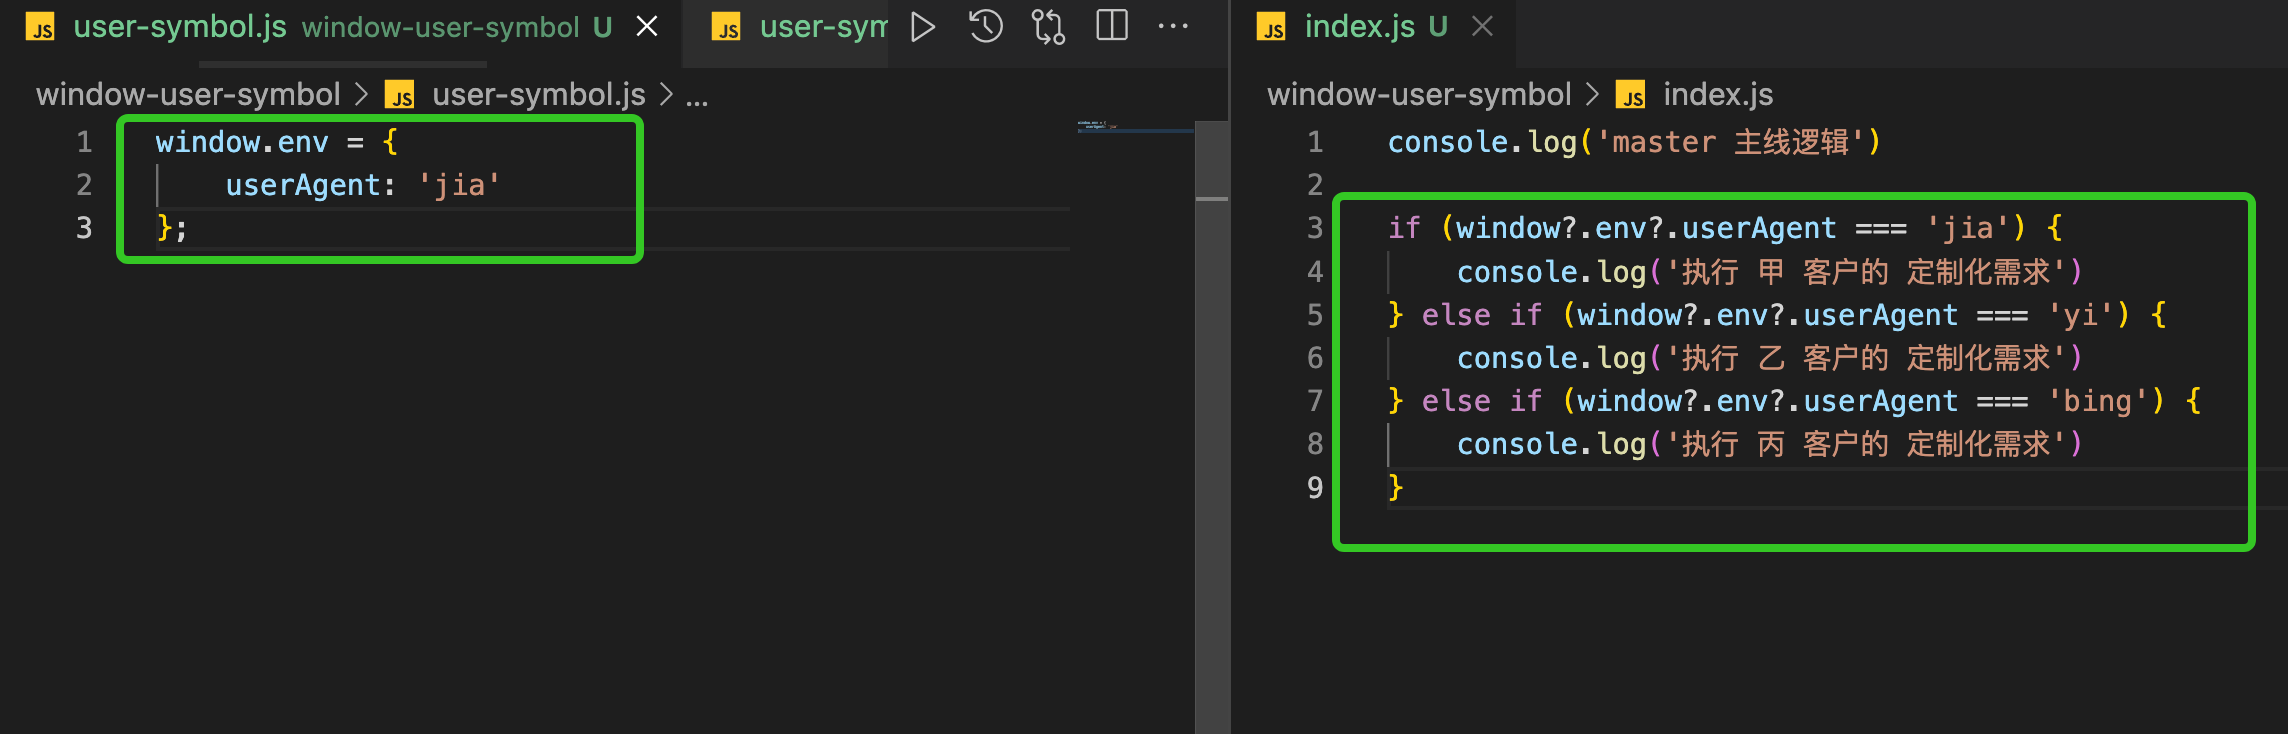 JS user-symbol.js window-user-symbol U
JS user-sym
window-user-symbol > JS user-symbol.js > ...
1 window.env = {
2     userAgent: 'jia'
3 };
JS index.js U
window-user-symbol > JS index.js
1 console.log('master 主线逻辑')
2
3 if (window?.env?.userAgent === 'jia') {
4     console.log('执行 甲 客户的 定制化需求')
5 } else if (window?.env?.userAgent === 'yi') {
6     console.log('执行 乙 客户的 定制化需求')
7 } else if (window?.env?.userAgent === 'bing') {
8     console.log('执行 丙 客户的 定制化需求')
9 }